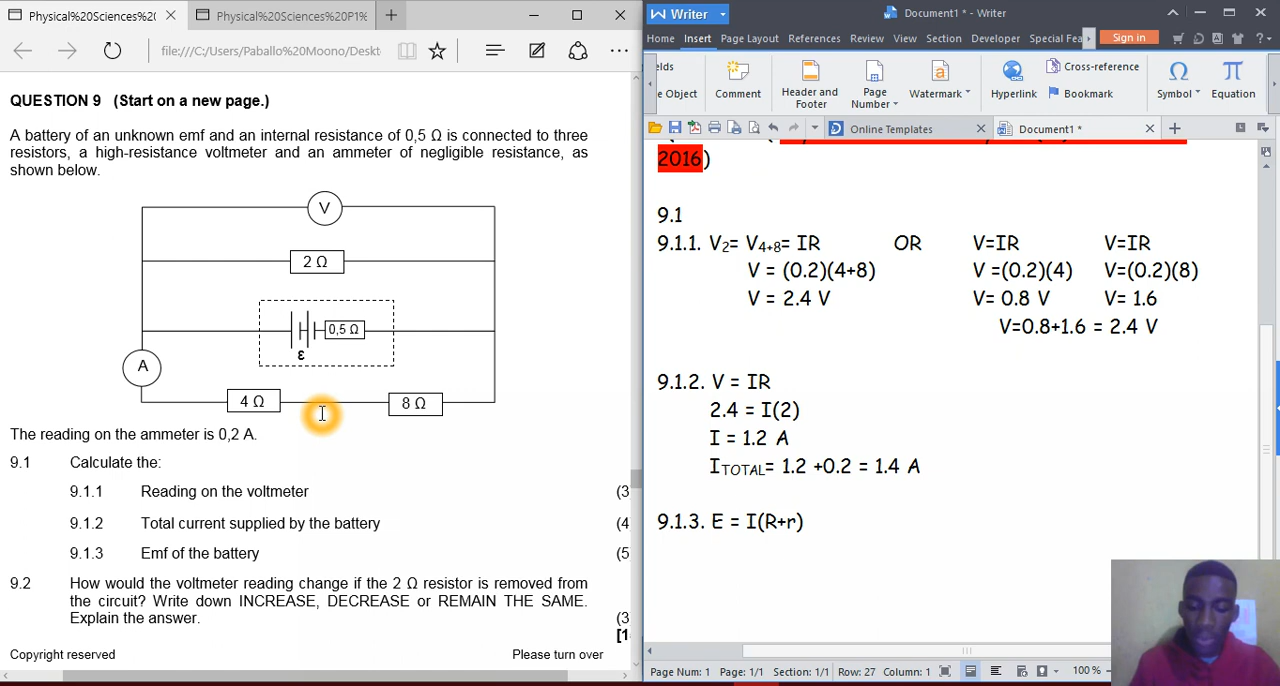 Physical%20Sciences%20(
Physical%20Sciences%20P1%
file:///C:/Users/Paballo%20Moono/Deskt
QUESTION 9 (Start on a new page.)
A battery of an unknown emf and an internal resistance of 0,5 Ω is connected to three
resistors, a high-resistance voltmeter and an ammeter of negligible resistance, as
shown below.
V
2 Ω
0,5 Ω
ε
A
4 Ω
8 Ω
The reading on the ammeter is 0,2 A.
9.1 Calculate the:
9.1.1 Reading on the voltmeter (3
9.1.2 Total current supplied by the battery (4
9.1.3 Emf of the battery (5
9.2 How would the voltmeter reading change if the 2 Ω resistor is removed from
the circuit? Write down INCREASE, DECREASE or REMAIN THE SAME.
Explain the answer. (3
[1
Copyright reserved Please turn over
Writer
Document1 * - Writer
Home Insert Page Layout References Review View Section Developer Special Fea Sign in
elds
e Object
Comment
Header and
Footer
Page
Number
Watermark
Hyperlink
Cross-reference
Bookmark
Symbol
Equation
Online Templates
Document1 *
2016)
9.1
9.1.1. V2= V4+8= IR OR V=IR V=IR
V = (0.2)(4+8) V =(0.2)(4) V=(0.2)(8)
V = 2.4 V V= 0.8 V V= 1.6
V=0.8+1.6 = 2.4 V
9.1.2. V = IR
2.4 = I(2)
I = 1.2 A
ITOTAL= 1.2 +0.2 = 1.4 A
9.1.3. E = I(R+r)
Page Num: 1 Page: 1/1 Section: 1/1 Row: 27 Column: 1 100 %